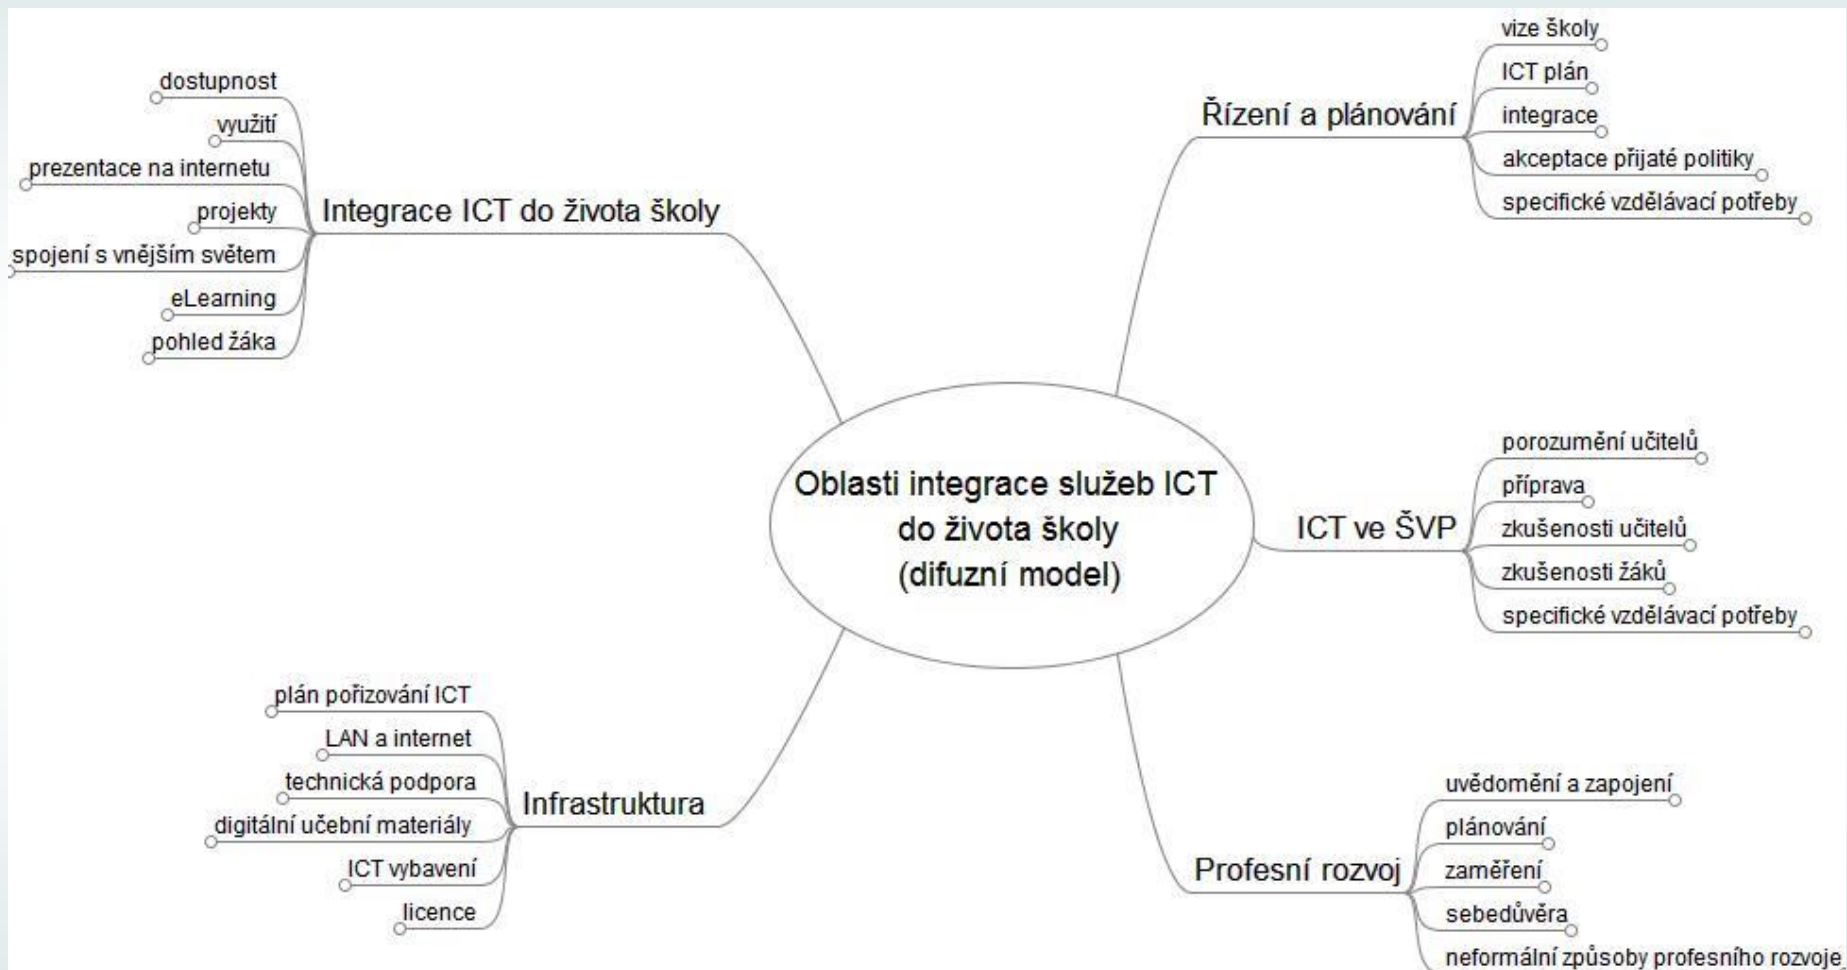 Oblasti integrace služeb ICT
do života školy
(difuzní model)
Řízení a plánování
vize školy
ICT plán
integrace
akceptace přijaté politiky
specifické vzdělávací potřeby
ICT ve ŠVP
porozumění učitelů
příprava
zkušenosti učitelů
zkušenosti žáků
specifické vzdělávací potřeby
Profesní rozvoj
uvědomění a zapojení
plánování
zaměření
sebedůvěra
neformální způsoby profesního rozvoje
Integrace ICT do života školy
dostupnost
využití
prezentace na internetu
projekty
spojení s vnějším světem
eLearning
pohled žáka
Infrastruktura
plán pořizování ICT
LAN a internet
technická podpora
digitální učební materiály
ICT vybavení
licence